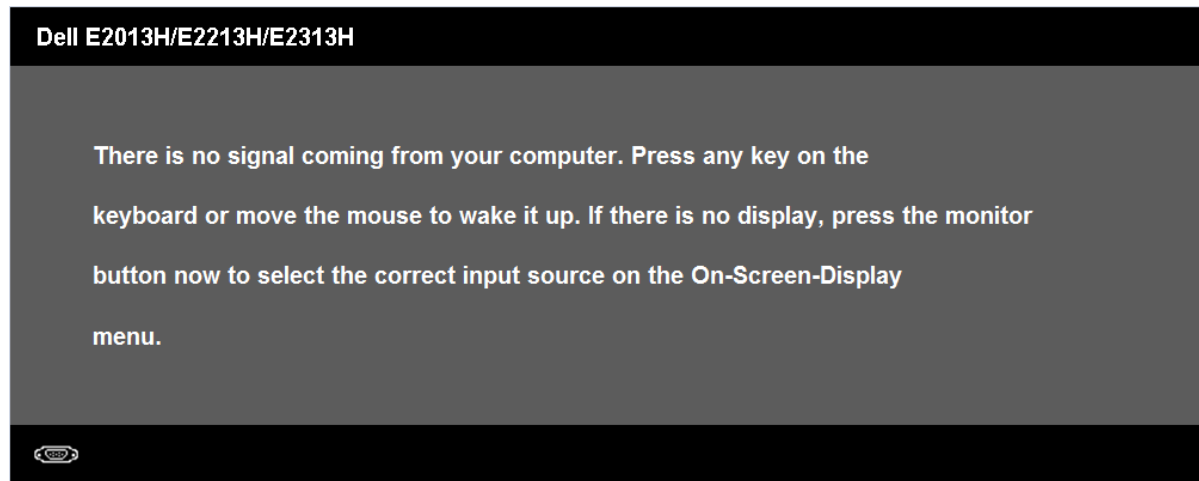 Dell E2013H/E2213H/E2313H
There is no signal coming from your computer. Press any key on the
keyboard or move the mouse to wake it up. If there is no display, press the monitor
button now to select the correct input source on the On-Screen-Display
menu.